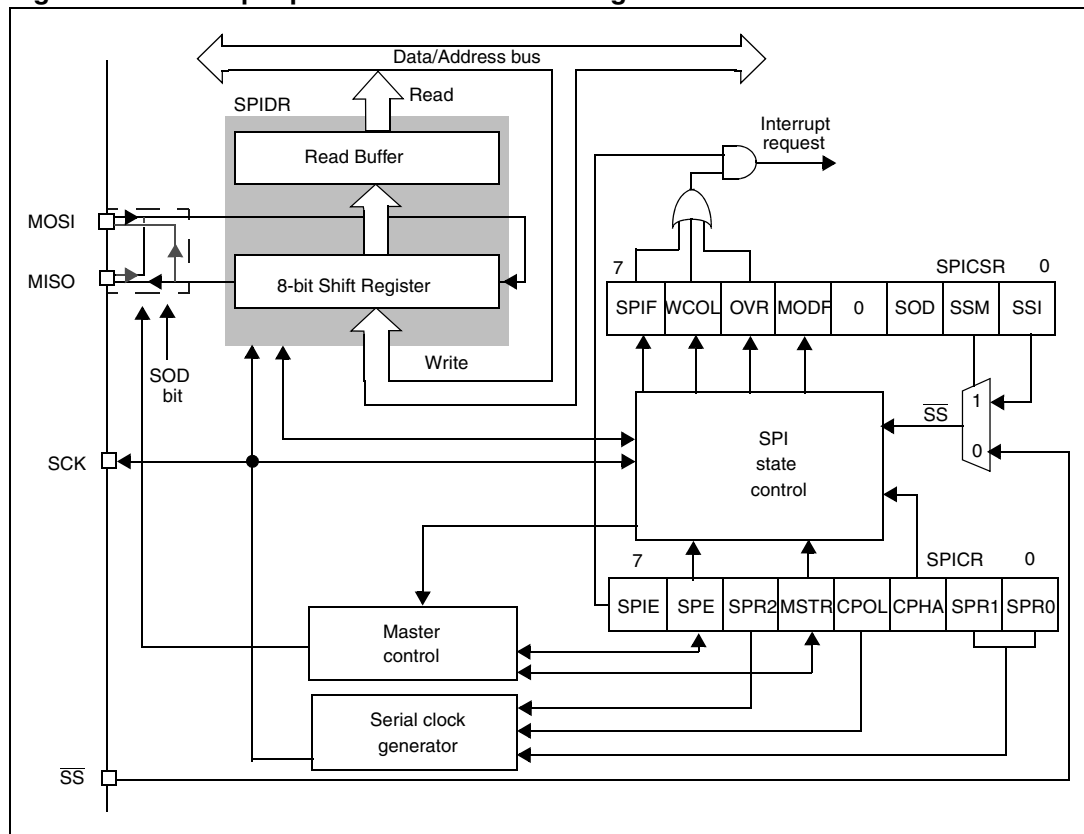 Data/Address bus
SPIDR
Read
Read Buffer
Interrupt
request
MOSI
MISO
8-bit Shift Register
7
SPICSR
0
SPIF
WCOL
OVR
MODF
0
SOD
SSM
SSI
Write
SOD
bit
SS
1
0
SPI
state
control
SCK
7
SPICR
0
SPIE
SPE
SPR2
MSTR
CPOL
CPHA
SPR1
SPR0
Master
control
Serial clock
generator
SS